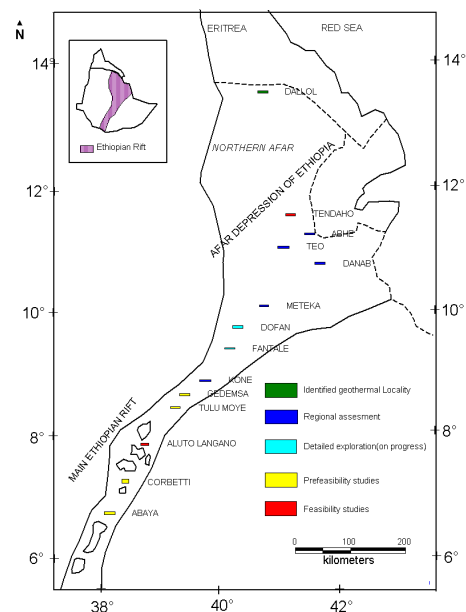 N
ERITREA
RED SEA
14°
14°
DALLOL
Ethiopian Rift
NORTHERN AFAR
AFAR DEPRESSION OF ETHIOPIA
12°
12°
TENDAHO
ABHE
TEO
DANAB
METEKA
10°
10°
DOFAN
FANTALE
KONE
GEDEMSA
TULU MOYE
Identified geothermal Locality
Regional assesment
Detailed exploration(on progress)
Prefeasibility studies
Feasibility studies
MAIN ETHIOPIAN RIFT
8°
8°
ALUTO LANGANO
CORBETTI
ABAYA
0 100 200
kilometers
6°
6°
38°
40°
42°